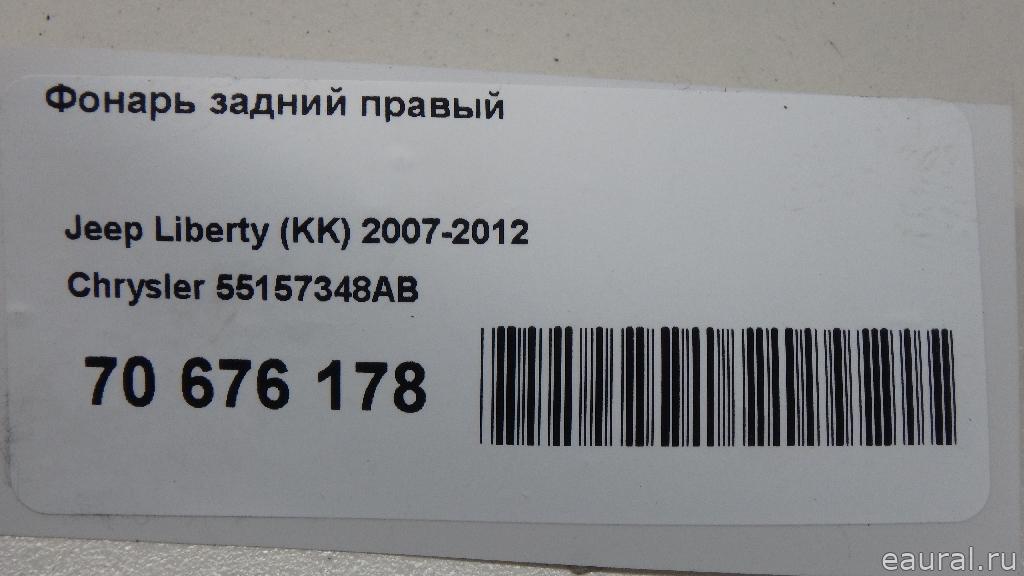 Фонарь задний правый
Jeep Liberty (KK) 2007-2012
Chrysler 55157348AB
70 676 178
eaural.ru